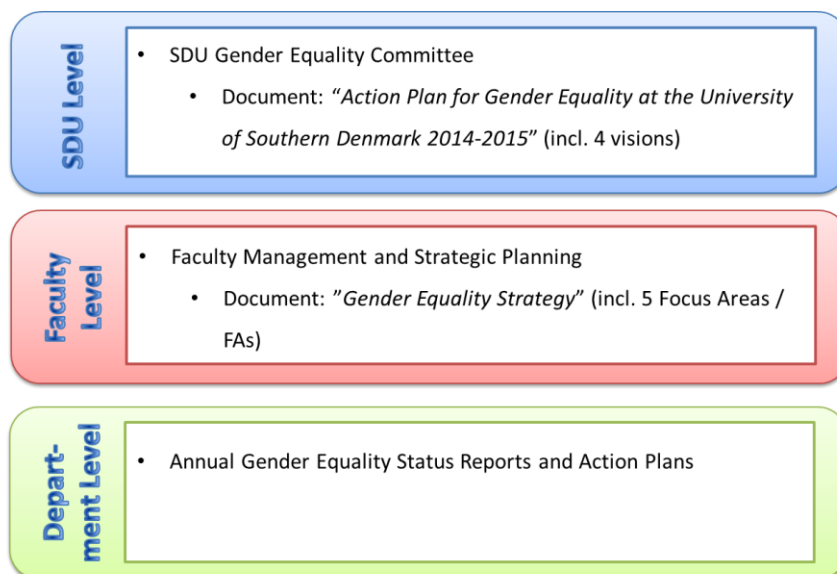 SDU Level
• SDU Gender Equality Committee
• Document: “Action Plan for Gender Equality at the University
of Southern Denmark 2014-2015” (incl. 4 visions)
Faculty
Level
• Faculty Management and Strategic Planning
• Document: ”Gender Equality Strategy” (incl. 5 Focus Areas /
FAs)
Depart-
ment Level
• Annual Gender Equality Status Reports and Action Plans